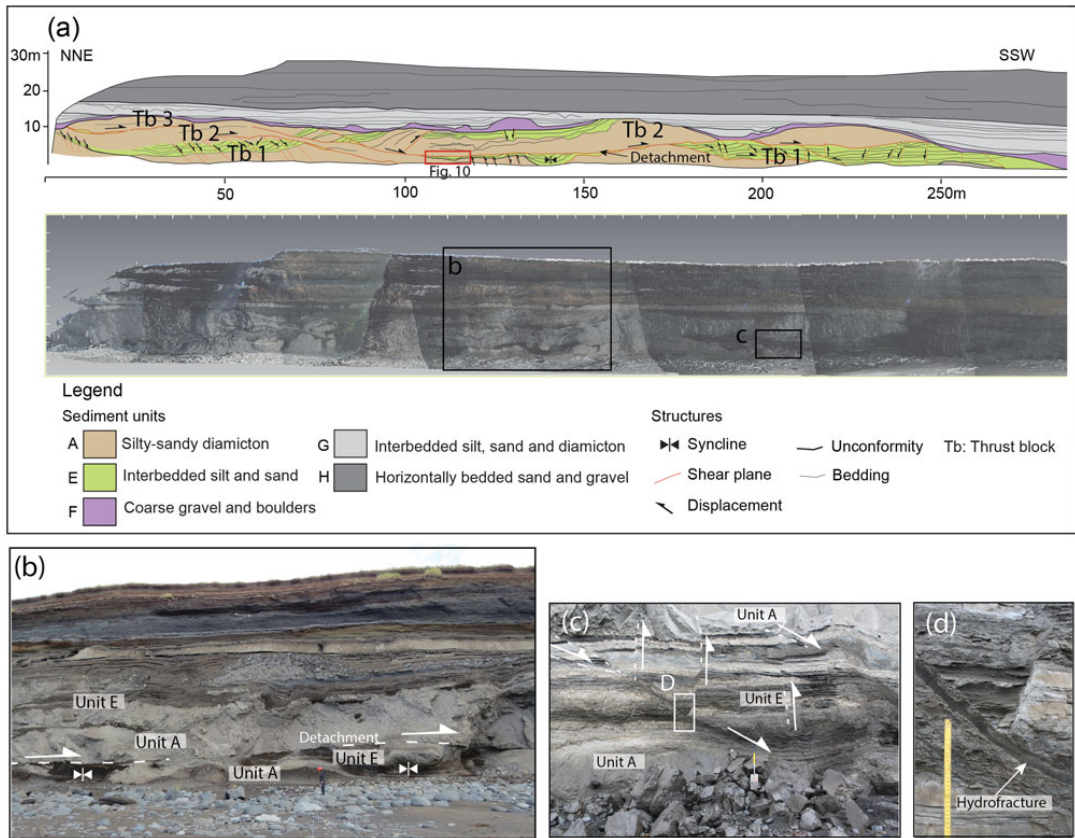 (a)
30m NNE SSW
20
10
Tb 3
Tb 2 Tb 2
Tb 1 Detachment Tb 1
Fig. 10
50 100 150 200 250m
b
c
Legend
Sediment units Structures
A Silty-sandy diamicton G Interbedded silt, sand and diamicton Syncline Unconformity Tb: Thrust block
E Interbedded silt and sand H Horizontally bedded sand and gravel Shear plane Bedding
F Coarse gravel and boulders Displacement
(b)
Unit E
Unit A
Detachment
Unit E
Unit A
(c)
Unit A
D
Unit E
Unit A
(d)
Hydrofracture